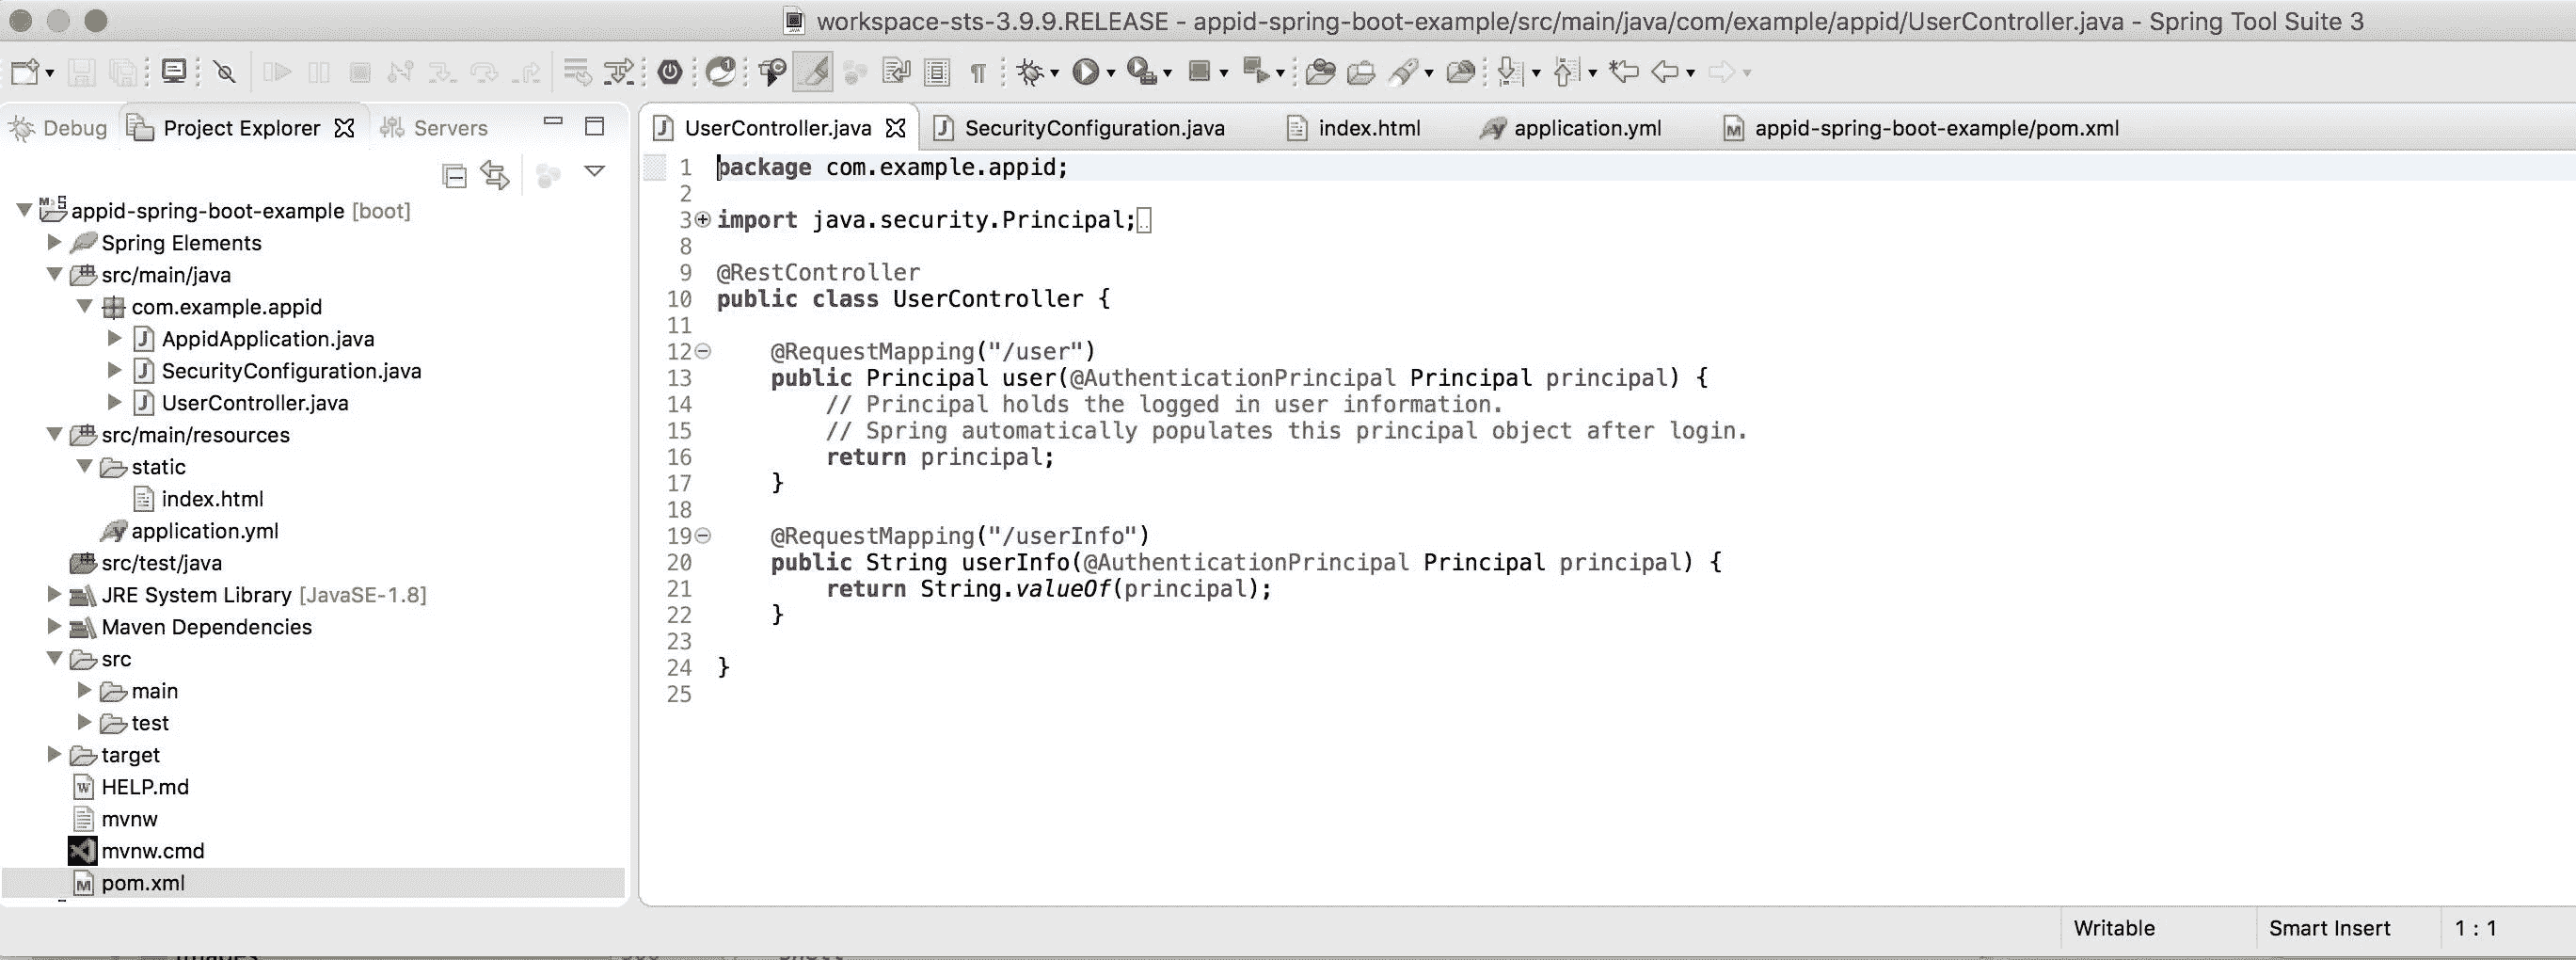 workspace-sts-3.9.9.RELEASE - appid-spring-boot-example/src/main/java/com/example/appid/UserController.java - Spring Tool Suite 3
Debug Project Explorer Servers
appid-spring-boot-example [boot]
Spring Elements
src/main/java
com.example.appid
AppidApplication.java
SecurityConfiguration.java
UserController.java
src/main/resources
static
index.html
application.yml
src/test/java
JRE System Library [JavaSE-1.8]
Maven Dependencies
src
main
test
target
HELP.md
mvnw
mvnw.cmd
pom.xml
UserController.java SecurityConfiguration.java index.html application.yml appid-spring-boot-example/pom.xml
1 package com.example.appid;
2
3 import java.security.Principal;
8
9 @RestController
10 public class UserController {
11
12 @RequestMapping("/user")
13 public Principal user(@AuthenticationPrincipal Principal principal) {
14 // Principal holds the logged in user information.
15 // Spring automatically populates this principal object after login.
16 return principal;
17 }
18
19 @RequestMapping("/userInfo")
20 public String userInfo(@AuthenticationPrincipal Principal principal) {
21 return String.valueOf(principal);
22 }
23
24 }
25
Writable Smart Insert 1 : 1